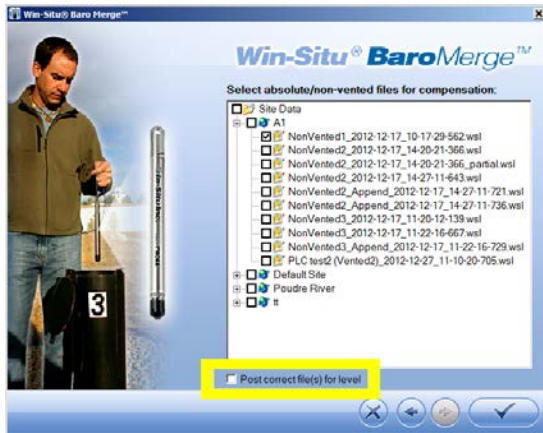 Win-Situ® Baro Merge™
Win-Situ® BaroMerge™
Select absolute/non-vented files for compensation:
Site Data
A1
NonVented1_2012-12-17_10-17-29-562.wsl
NonVented2_2012-12-17_14-20-21-366.wsl
NonVented2_2012-12-17_14-20-21-366_partial.wsl
NonVented2_2012-12-17_14-27-11-643.wsl
NonVented2_Append_2012-12-17_14-27-11-721.wsl
NonVented2_Append_2012-12-17_14-27-11-736.wsl
NonVented3_2012-12-17_11-20-12-139.wsl
NonVented3_2012-12-17_11-22-16-667.wsl
NonVented3_Append_2012-12-17_11-22-16-729.wsl
PLC test2 (Vented2)_2012-12-27_11-10-20-705.wsl
Default Site
Poudre River
tt
3
Post correct file(s) for level